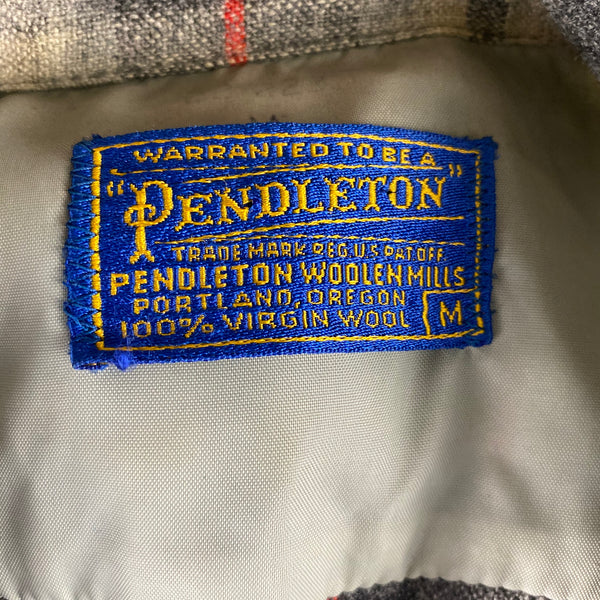 WARRANTED TO BE A
"PENDLETON"
TRADE MARK REG. U.S. PAT. OFF.
PENDLETON WOOLEN MILLS
PORTLAND, OREGON
100% VIRGIN WOOL M